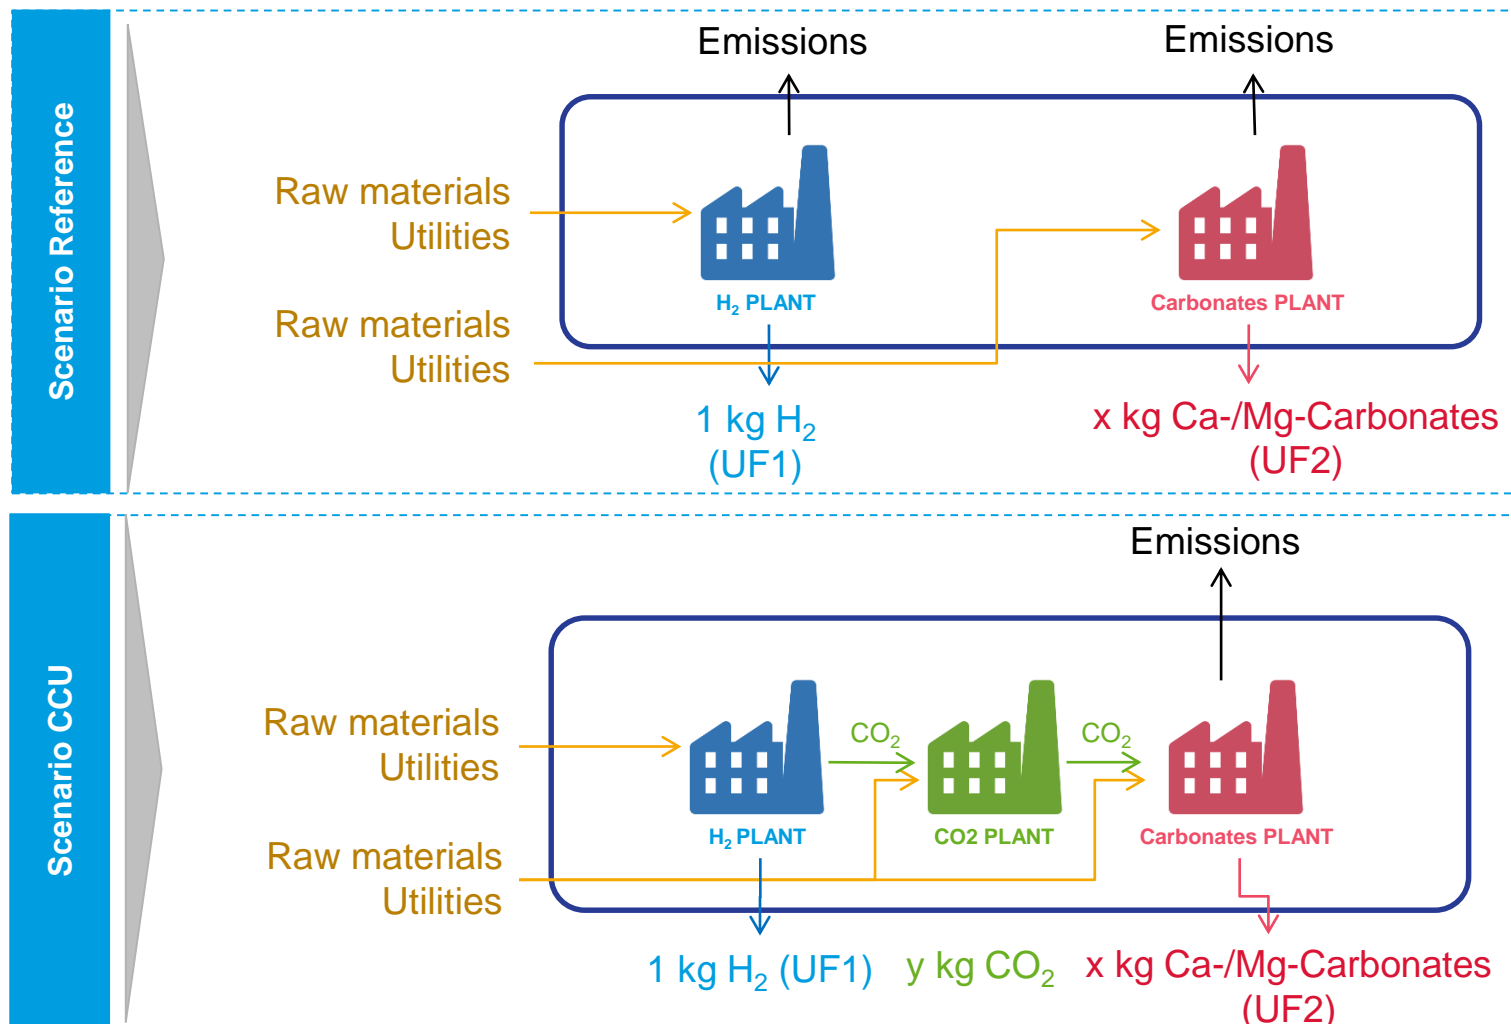 Scenario Reference
Emissions
Emissions
Raw materials
Utilities
H₂ PLANT
Carbonates PLANT
Raw materials
Utilities
1 kg H₂
(UF1)
x kg Ca-/Mg-Carbonates
(UF2)
Scenario CCU
Emissions
Raw materials
Utilities
CO₂
CO₂
H₂ PLANT
CO2 PLANT
Carbonates PLANT
Raw materials
Utilities
1 kg H₂ (UF1)
y kg CO₂
x kg Ca-/Mg-Carbonates
(UF2)